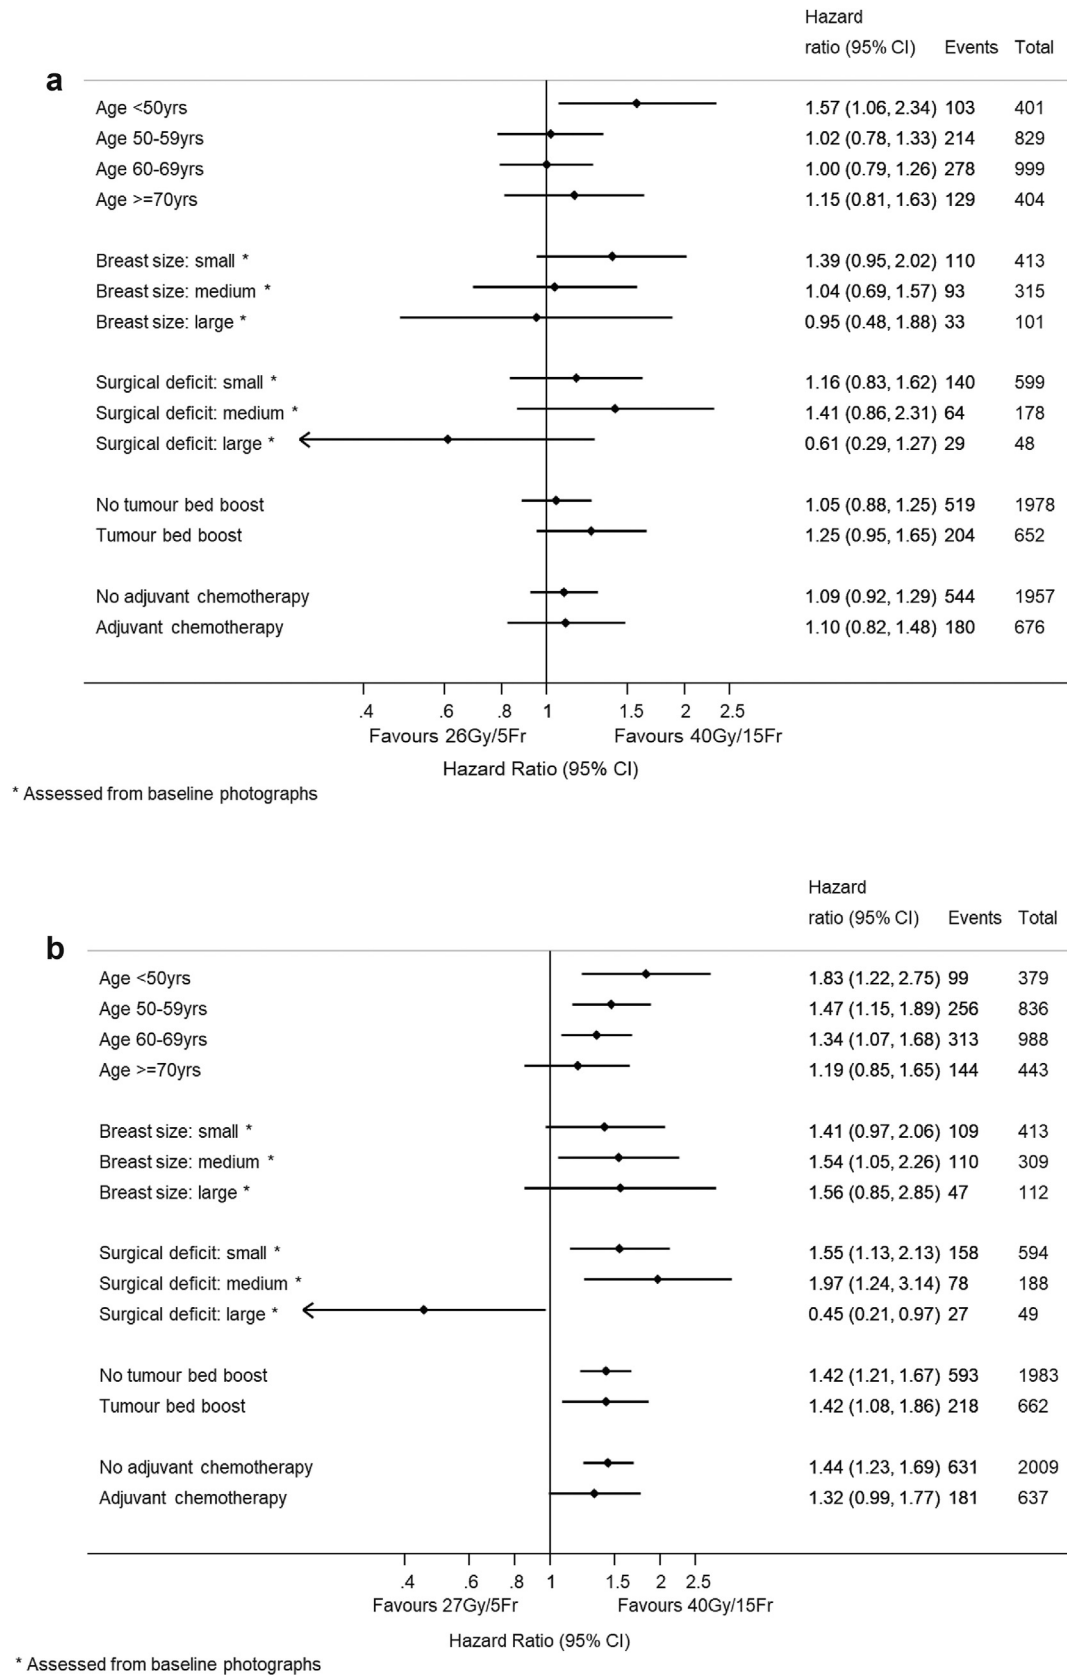 Hazard
ratio (95% CI) Events Total
a
Age <50yrs 1.57 (1.06, 2.34) 103 401
Age 50-59yrs 1.02 (0.78, 1.33) 214 829
Age 60-69yrs 1.00 (0.79, 1.26) 278 999
Age >=70yrs 1.15 (0.81, 1.63) 129 404
Breast size: small * 1.39 (0.95, 2.02) 110 413
Breast size: medium * 1.04 (0.69, 1.57) 93 315
Breast size: large * 0.95 (0.48, 1.88) 33 101
Surgical deficit: small * 1.16 (0.83, 1.62) 140 599
Surgical deficit: medium * 1.41 (0.86, 2.31) 64 178
Surgical deficit: large * 0.61 (0.29, 1.27) 29 48
No tumour bed boost 1.05 (0.88, 1.25) 519 1978
Tumour bed boost 1.25 (0.95, 1.65) 204 652
No adjuvant chemotherapy 1.09 (0.92, 1.29) 544 1957
Adjuvant chemotherapy 1.10 (0.82, 1.48) 180 676
.4 .6 .8 1 1.5 2 2.5
Favours 26Gy/5Fr Favours 40Gy/15Fr
Hazard Ratio (95% CI)
* Assessed from baseline photographs
Hazard
ratio (95% CI) Events Total
b
Age <50yrs 1.83 (1.22, 2.75) 99 379
Age 50-59yrs 1.47 (1.15, 1.89) 256 836
Age 60-69yrs 1.34 (1.07, 1.68) 313 988
Age >=70yrs 1.19 (0.85, 1.65) 144 443
Breast size: small * 1.41 (0.97, 2.06) 109 413
Breast size: medium * 1.54 (1.05, 2.26) 110 309
Breast size: large * 1.56 (0.85, 2.85) 47 112
Surgical deficit: small * 1.55 (1.13, 2.13) 158 594
Surgical deficit: medium * 1.97 (1.24, 3.14) 78 188
Surgical deficit: large * 0.45 (0.21, 0.97) 27 49
No tumour bed boost 1.42 (1.21, 1.67) 593 1983
Tumour bed boost 1.42 (1.08, 1.86) 218 662
No adjuvant chemotherapy 1.44 (1.23, 1.69) 631 2009
Adjuvant chemotherapy 1.32 (0.99, 1.77) 181 637
.4 .6 .8 1 1.5 2 2.5
Favours 27Gy/5Fr Favours 40Gy/15Fr
Hazard Ratio (95% CI)
* Assessed from baseline photographs